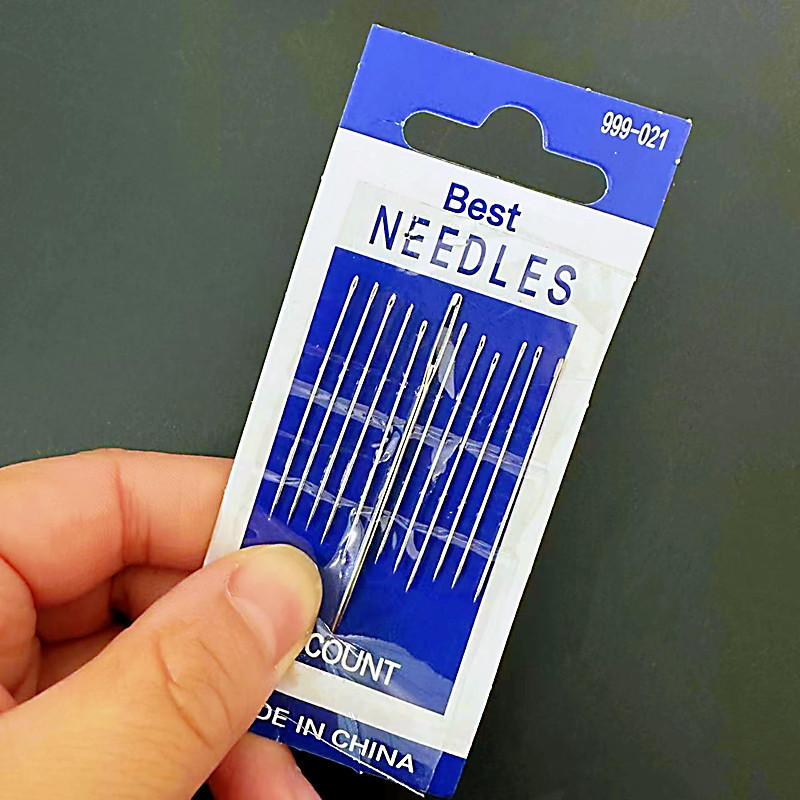 999-021
Best
NEEDLES
COUNT
DE IN CHINA